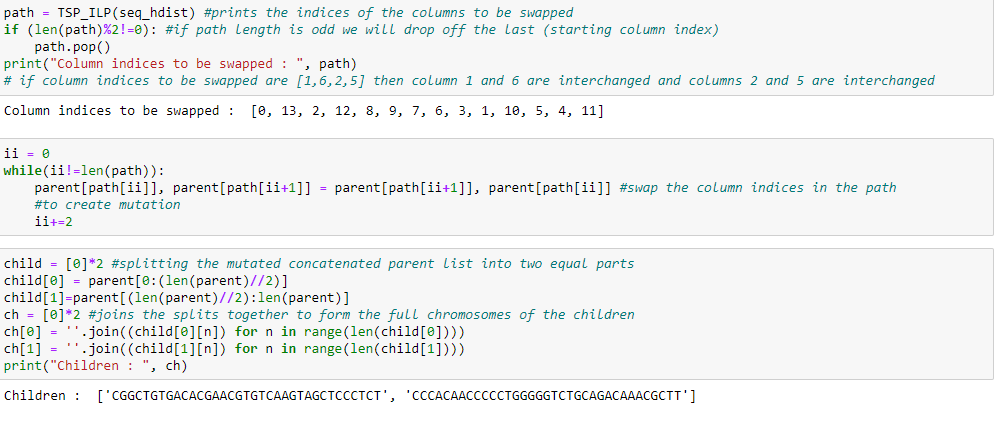 path = TSP_ILP(seq_hdist) #prints the indices of the columns to be swapped
if (len(path)%2!=0): #if path length is odd we will drop off the last (starting column index)
    path.pop()
print("Column indices to be swapped : ", path)
# if column indices to be swapped are [1,6,2,5] then column 1 and 6 are interchanged and columns 2 and 5 are interchanged
Column indices to be swapped :  [0, 13, 2, 12, 8, 9, 7, 6, 3, 1, 10, 5, 4, 11]
ii = 0
while(ii!=len(path)):
    parent[path[ii]], parent[path[ii+1]] = parent[path[ii+1]], parent[path[ii]] #swap the column indices in the path
    #to create mutation
    ii+=2
child = [0]*2 #splitting the mutated concatenated parent list into two equal parts
child[0] = parent[0:(len(parent)//2)]
child[1]=parent[(len(parent)//2):len(parent)]
ch = [0]*2 #joins the splits together to form the full chromosomes of the children
ch[0] = ''.join((child[0][n]) for n in range(len(child[0])))
ch[1] = ''.join((child[1][n]) for n in range(len(child[1])))
print("Children : ", ch)
Children :  ['CGGCTGTGACACGAACGTGTCAAGTAGCTCCCTCT', 'CCCACAACCCCCTGGGGGTCTGCAGACAAACGCTT']